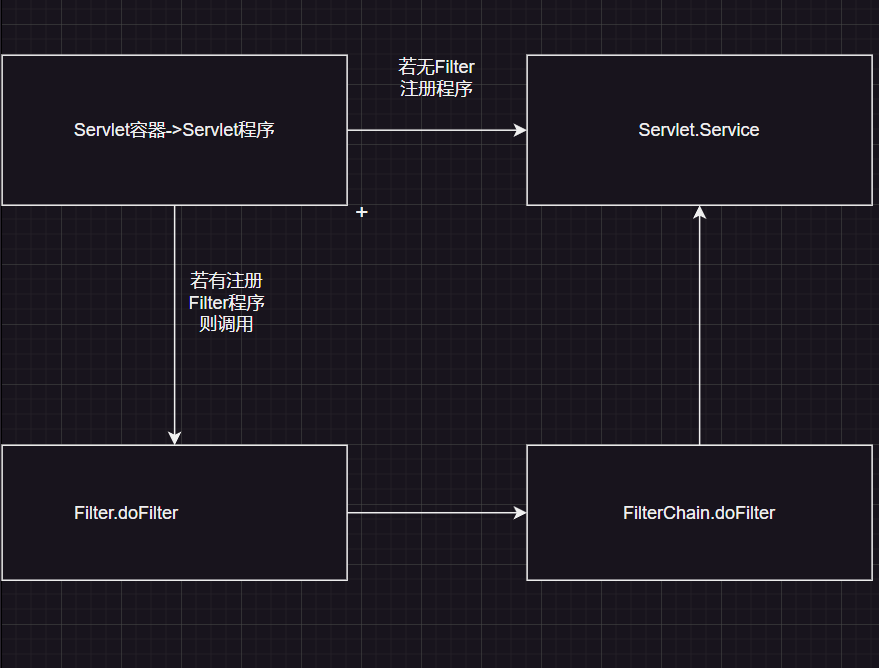 若无Filter
注册程序
Servlet容器->Servlet程序
Servlet.Service
若有注册
Filter程序
则调用
Filter.doFilter
FilterChain.doFilter